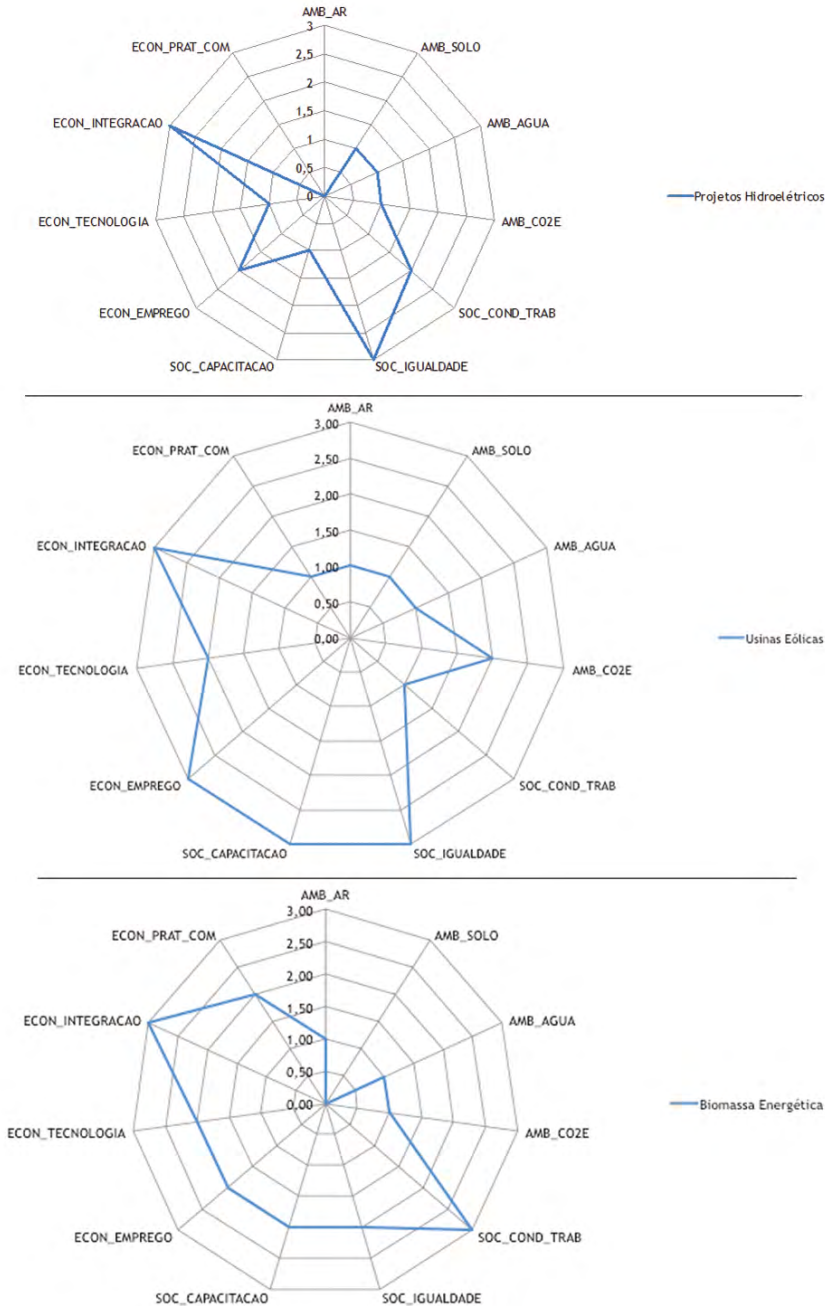 AMB_AR
3
ECON_PRAT_COM
AMB_SOLO
2,5
2
ECON_INTEGRACAO
AMB_AGUA
1,5
1
0,5
0
Projetos Hidroelétricos
ECON_TECNOLOGIA
AMB_CO2E
ECON_EMPREGO
SOC_COND_TRAB
SOC_CAPACITACAO
SOC_IGUALDADE
AMB_AR
3,00
ECON_PRAT_COM
AMB_SOLO
2,50
2,00
ECON_INTEGRACAO
AMB_AGUA
1,50
1,00
0,50
0,00
Usinas Eólicas
ECON_TECNOLOGIA
AMB_CO2E
ECON_EMPREGO
SOC_COND_TRAB
SOC_CAPACITACAO
SOC_IGUALDADE
AMB_AR
3,00
ECON_PRAT_COM
AMB_SOLO
2,50
2,00
ECON_INTEGRACAO
AMB_AGUA
1,50
1,00
0,50
0,00
Biomassa Energética
ECON_TECNOLOGIA
AMB_CO2E
ECON_EMPREGO
SOC_COND_TRAB
SOC_CAPACITACAO
SOC_IGUALDADE